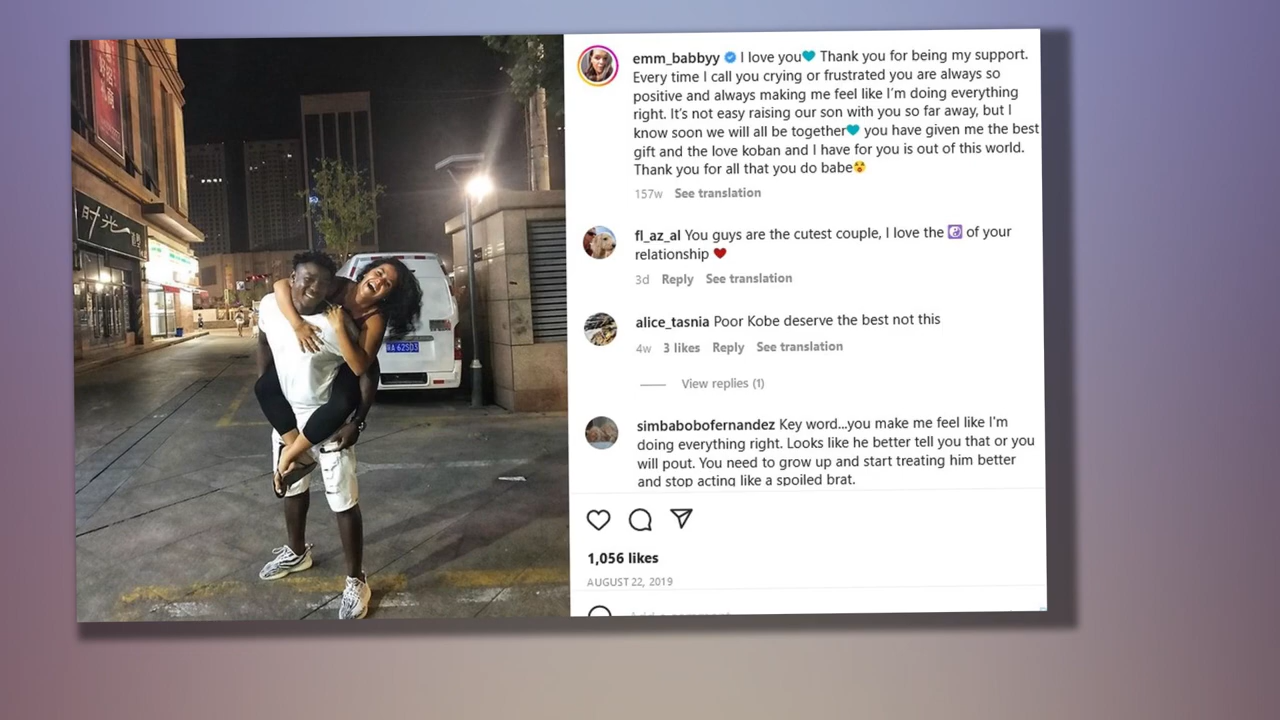 时光
A 62SD3
emm_babbyy I love you🩵 Thank you for being my support.
Every time I call you crying or frustrated you are always so
positive and always making me feel like I'm doing everything
right. It's not easy raising our son with you so far away, but I
know soon we will all be together🩵 you have given me the best
gift and the love koban and I have for you is out of this world.
Thank you for all that you do babe😵
157w See translation
fl_az_al You guys are the cutest couple, I love the ☯️ of your
relationship ❤️
3d Reply See translation
alice_tasnia Poor Kobe deserve the best not this
4w 3 likes Reply See translation
View replies (1)
simbabobofernandez Key word...you make me feel like I'm
doing everything right. Looks like he better tell you that or you
will pout. You need to grow up and start treating him better
and stop acting like a spoiled brat.
1,056 likes
AUGUST 22, 2019